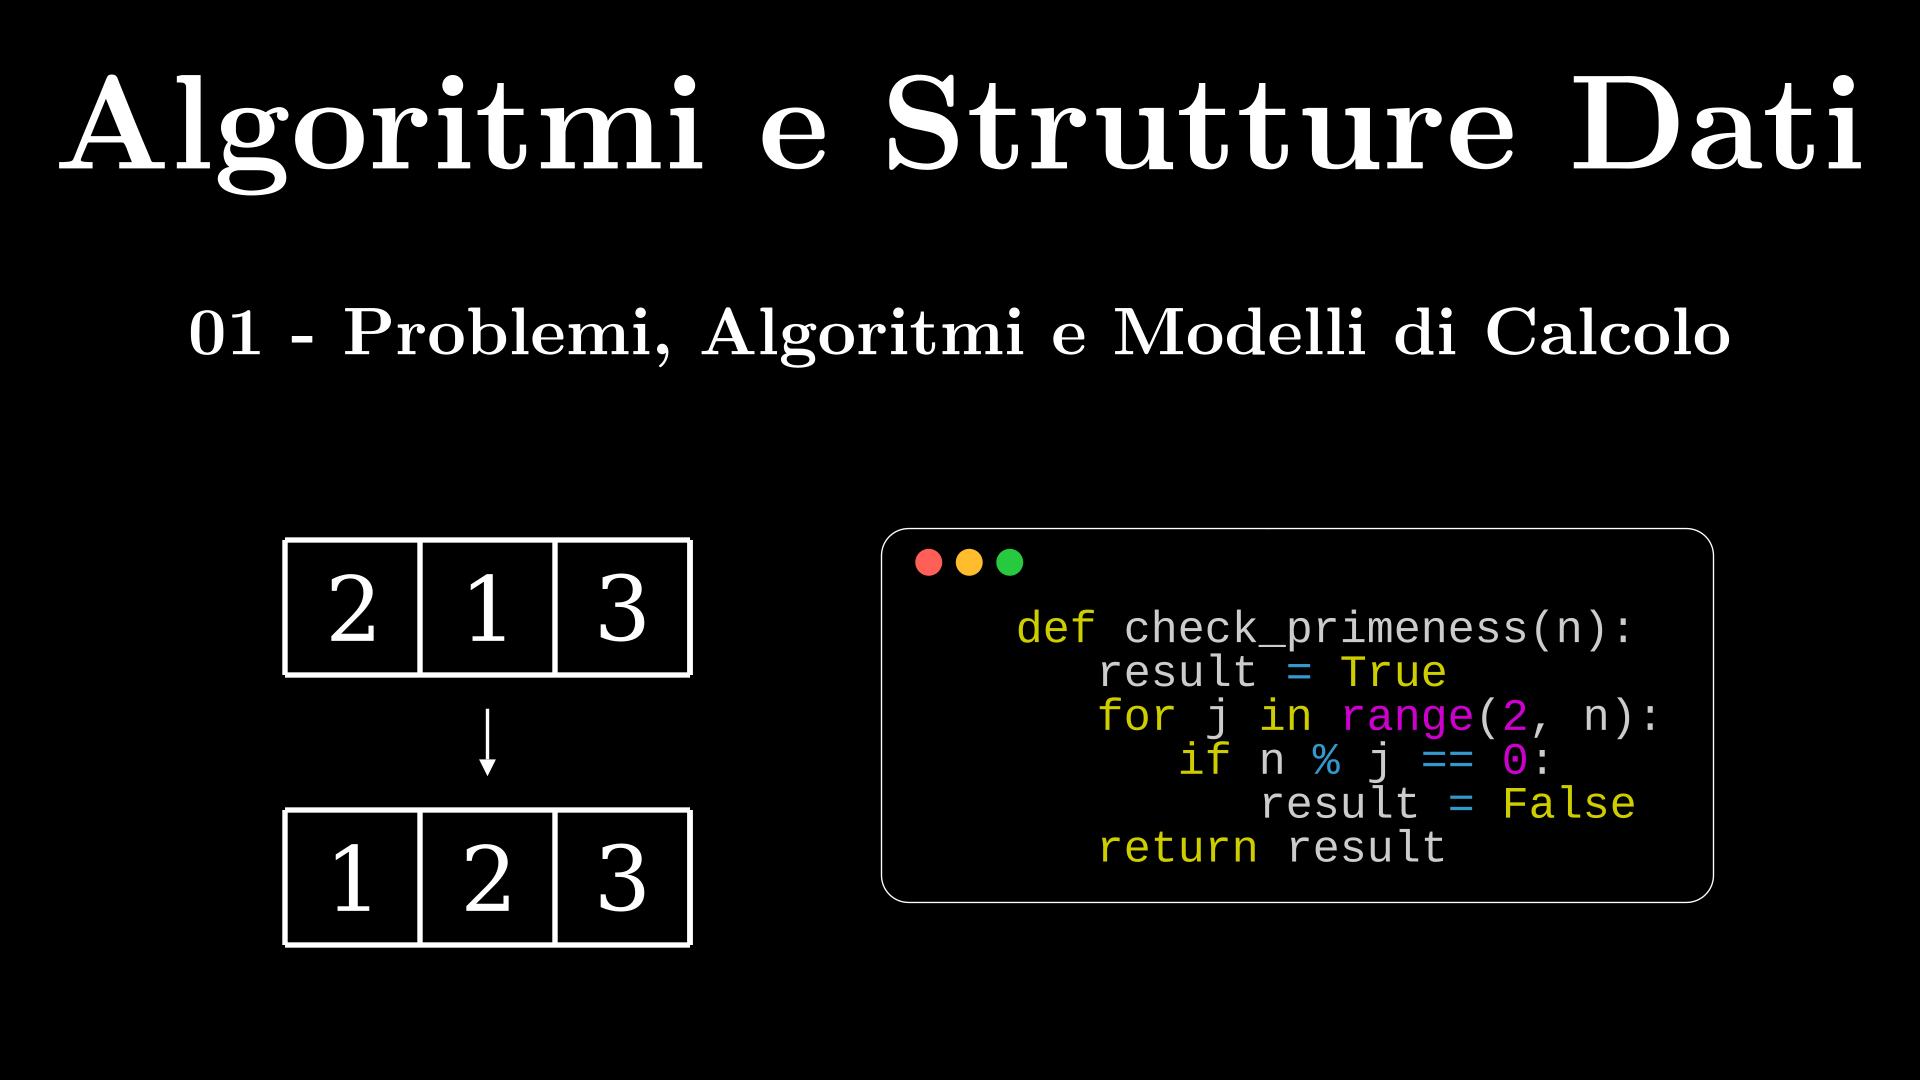 Algoritmi e Strutture Dati
01 - Problemi, Algoritmi e Modelli di Calcolo
2 1 3
1 2 3
def check_primeness(n):
    result = True
    for j in range(2, n):
        if n % j == 0:
            result = False
    return result